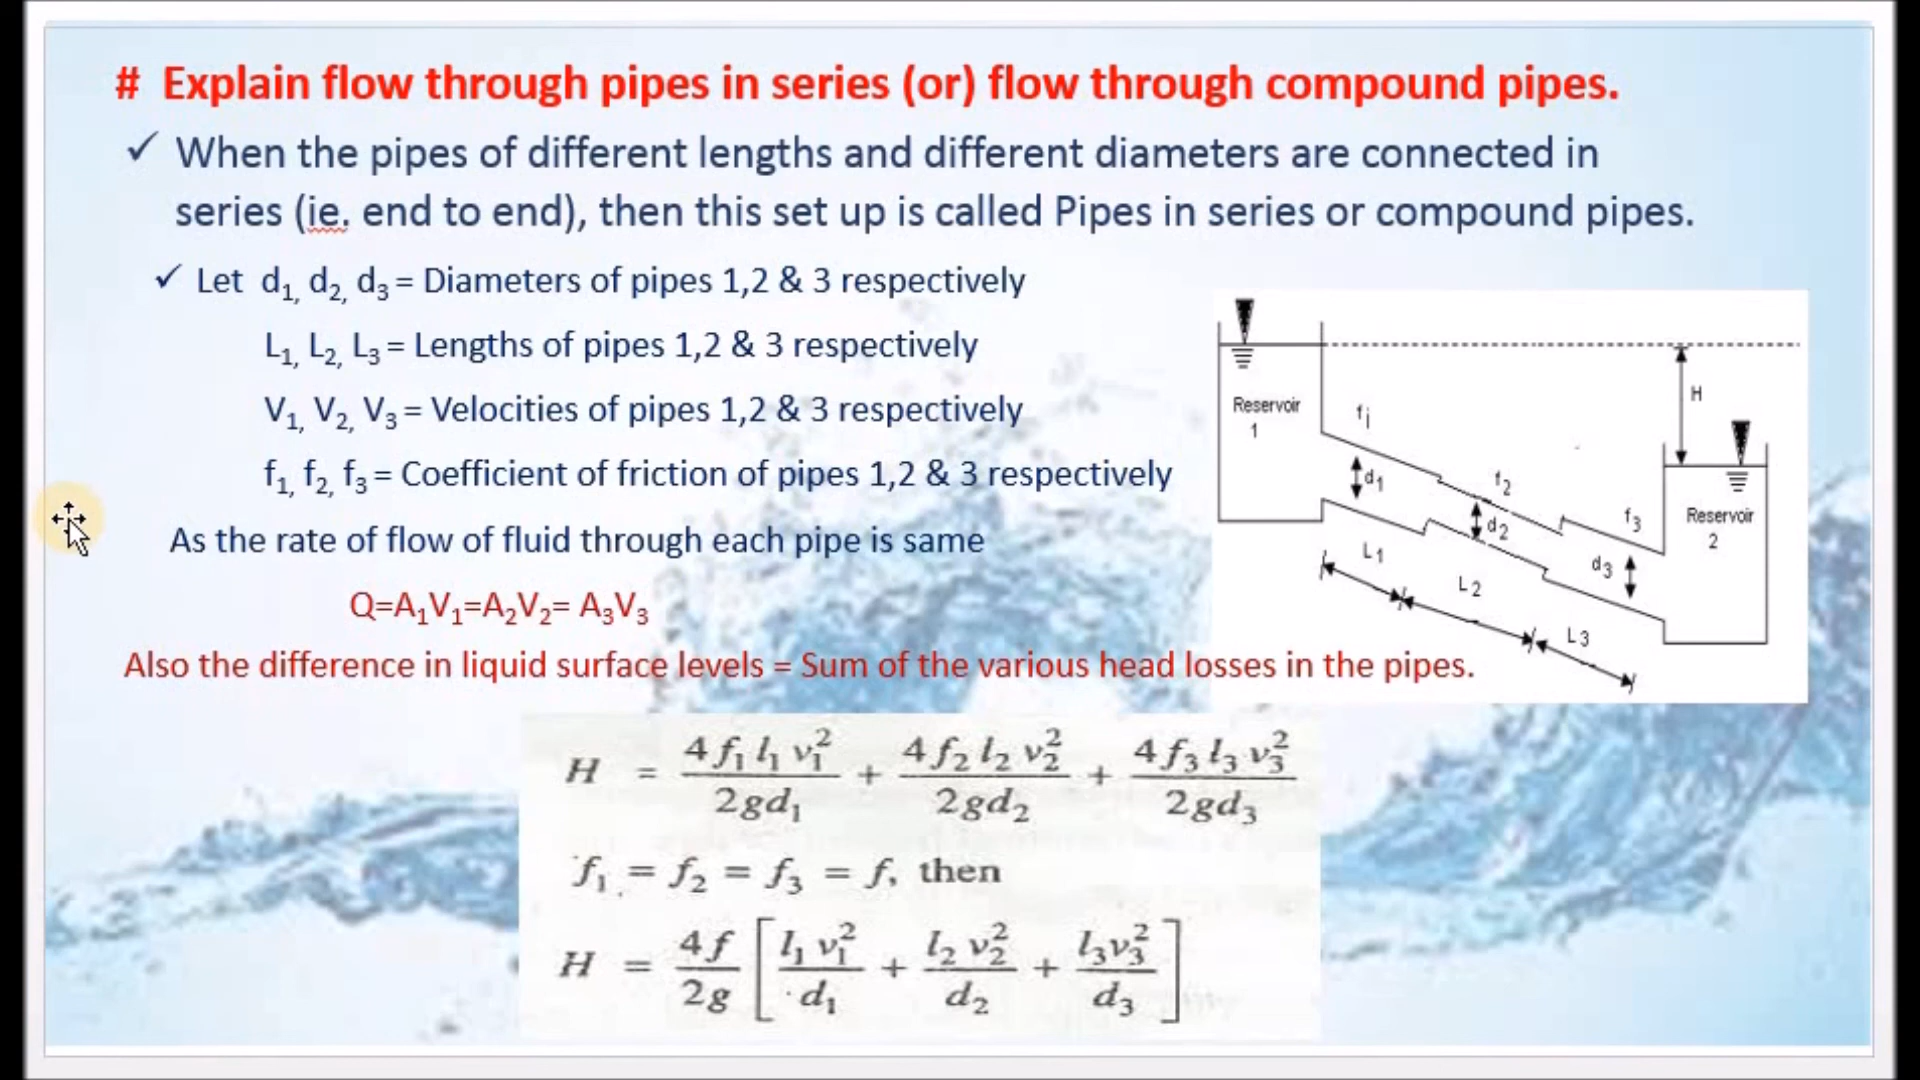 # Explain flow through pipes in series (or) flow through compound pipes.
✓ When the pipes of different lengths and different diameters are connected in
series (ie. end to end), then this set up is called Pipes in series or compound pipes.
✓ Let d₁, d₂, d₃ = Diameters of pipes 1,2 & 3 respectively
L₁, L₂, L₃ = Lengths of pipes 1,2 & 3 respectively
V₁, V₂, V₃ = Velocities of pipes 1,2 & 3 respectively
f₁, f₂, f₃ = Coefficient of friction of pipes 1,2 & 3 respectively
As the rate of flow of fluid through each pipe is same
Q=A₁V₁=A₂V₂= A₃V₃
Also the difference in liquid surface levels = Sum of the various head losses in the pipes.
Reservoir
1
fi
d1
L1
f2
d2
L2
f3
d3
L3
H
Reservoir
2
H = 4f₁l₁v₁²/2gd₁ + 4f₂l₂v₂²/2gd₂ + 4f₃l₃v₃²/2gd₃
f₁ = f₂ = f₃ = f, then
H = 4f/2g [l₁v₁²/d₁ + l₂v₂²/d₂ + l₃v₃²/d₃]